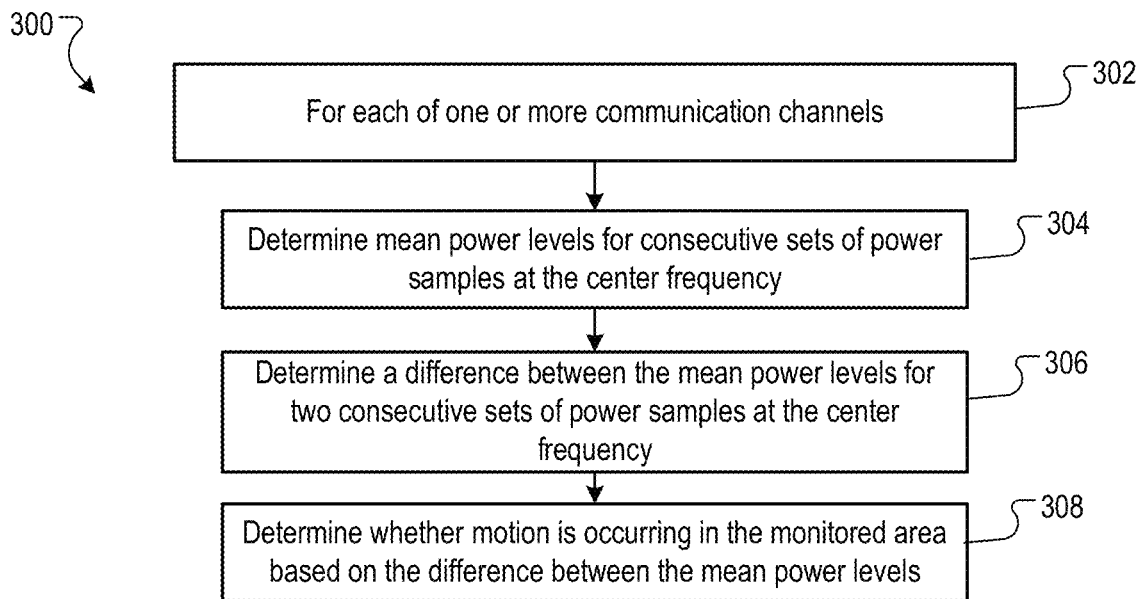 300
For each of one or more communication channels
302
Determine mean power levels for consecutive sets of power
samples at the center frequency
304
Determine a difference between the mean power levels for
two consecutive sets of power samples at the center
frequency
306
Determine whether motion is occurring in the monitored area
based on the difference between the mean power levels
308